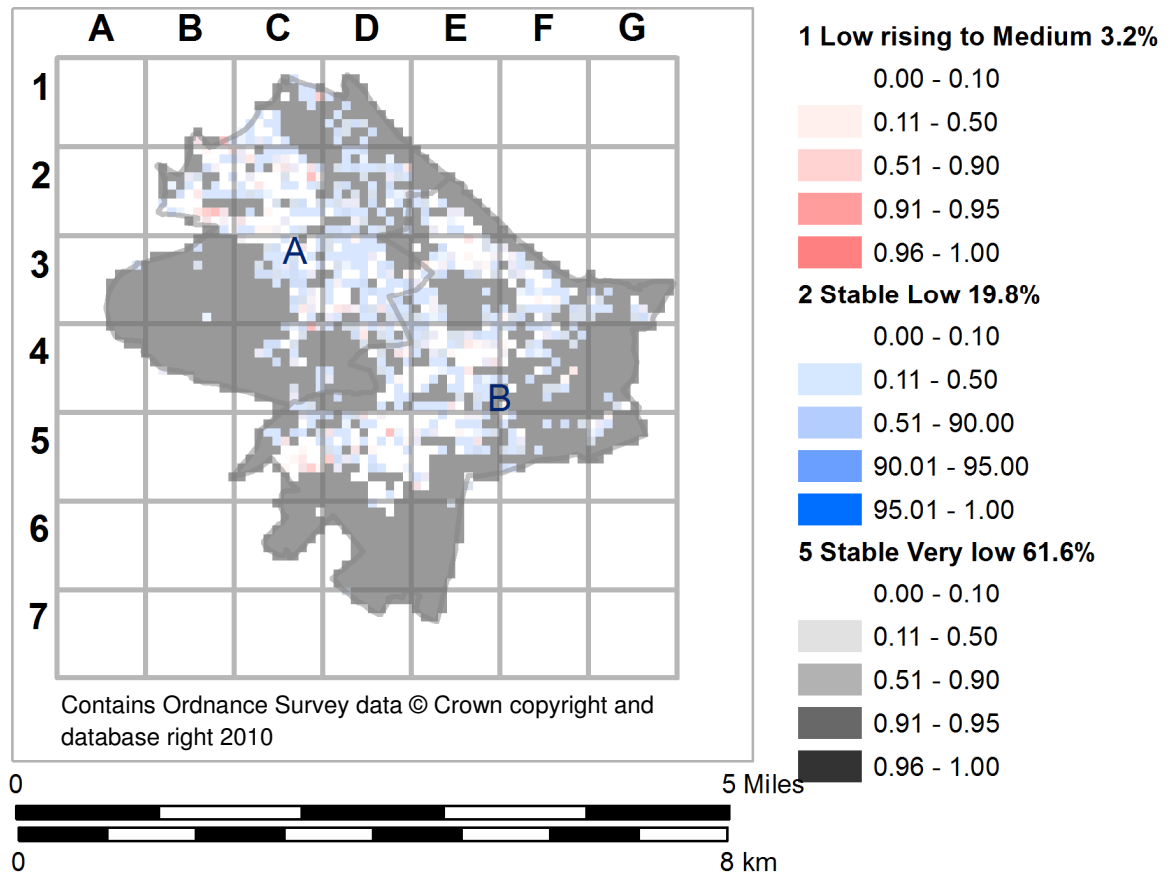 A B C D E F G
1
2
3
4
5
6
7
A
B
Contains Ordnance Survey data © Crown copyright and
database right 2010
0 5 Miles
0 8 km
1 Low rising to Medium 3.2%
0.00 - 0.10
0.11 - 0.50
0.51 - 0.90
0.91 - 0.95
0.96 - 1.00
2 Stable Low 19.8%
0.00 - 0.10
0.11 - 0.50
0.51 - 90.00
90.01 - 95.00
95.01 - 1.00
5 Stable Very low 61.6%
0.00 - 0.10
0.11 - 0.50
0.51 - 0.90
0.91 - 0.95
0.96 - 1.00